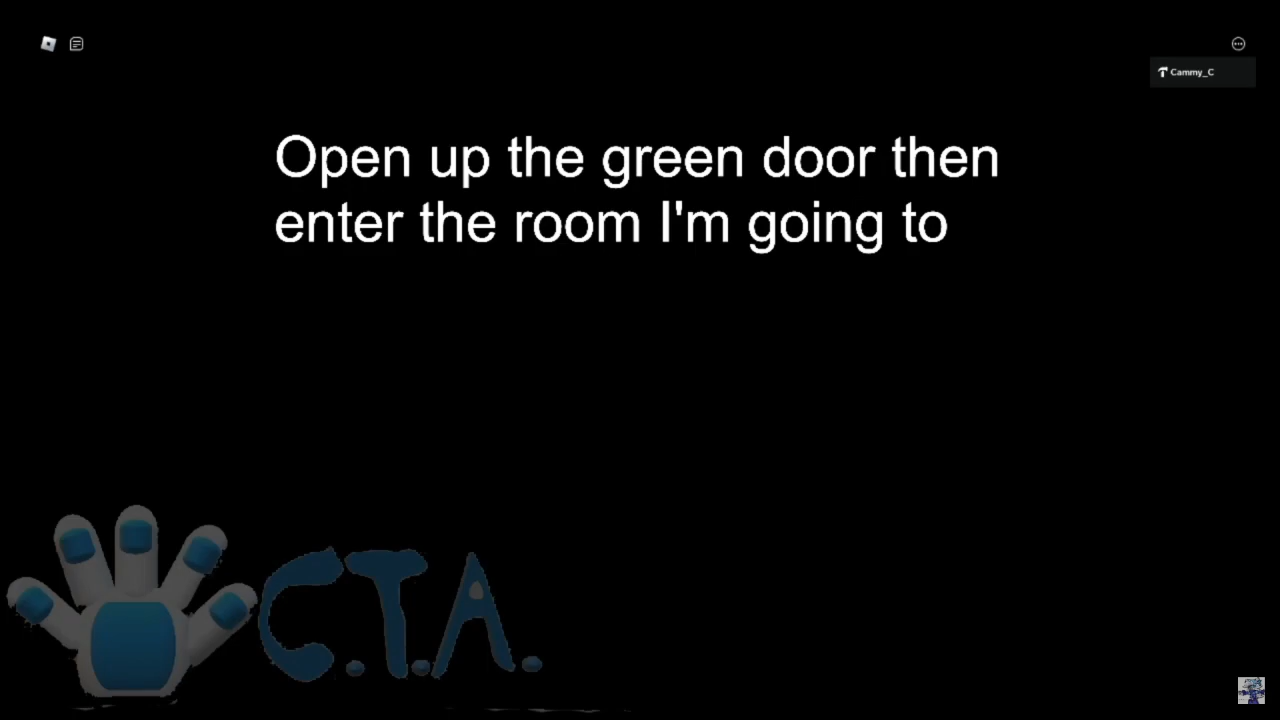 Cammy_C
Open up the green door then
enter the room I'm going to
C.T.A.